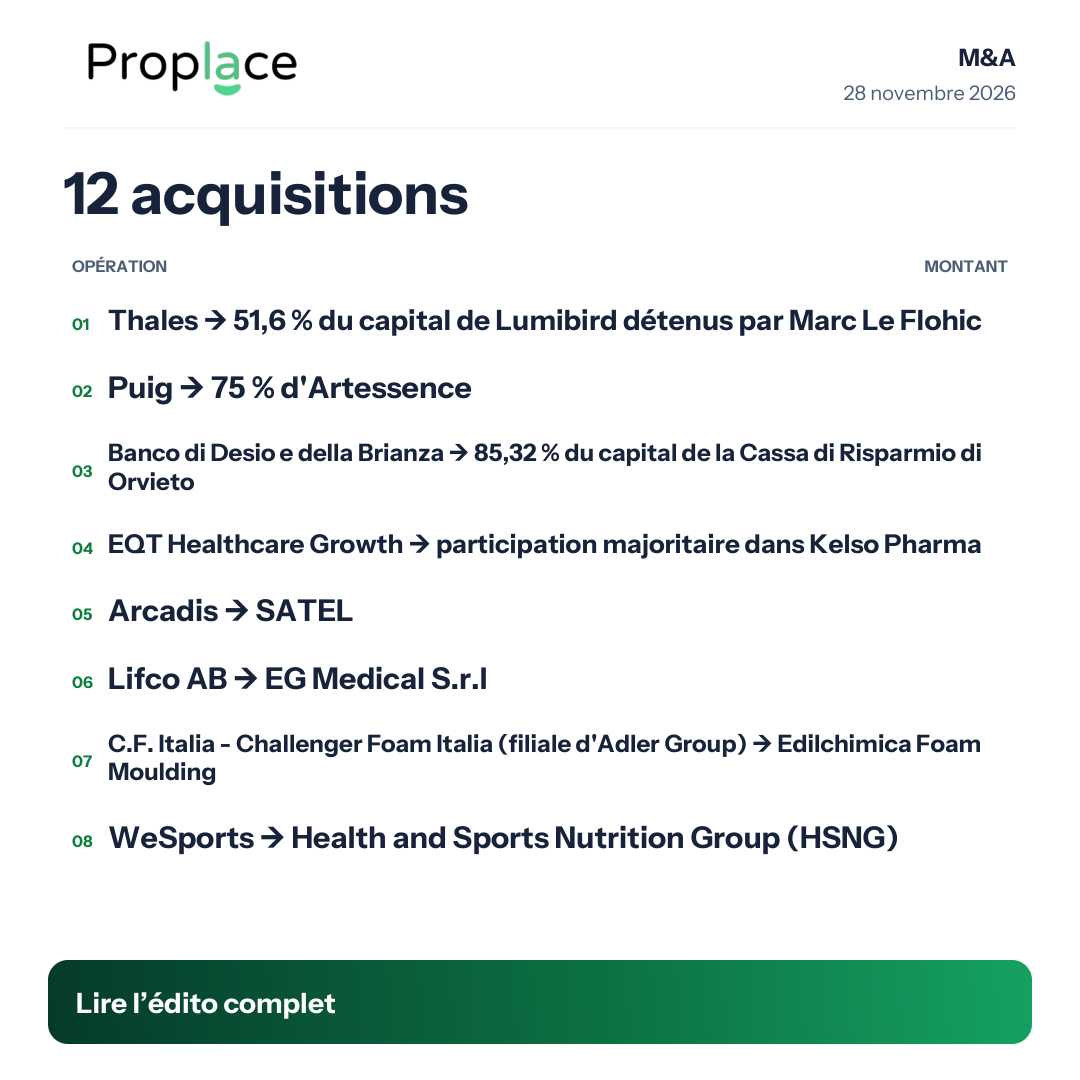 Proplace
M&A
28 novembre 2026
12 acquisitions
OPÉRATION
MONTANT
01 Thales → 51,6 % du capital de Lumibird détenus par Marc Le Flohic
02 Puig → 75 % d'Artessence
03 Banco di Desio e della Brianza → 85,32 % du capital de la Cassa di Risparmio di
Orvieto
04 EQT Healthcare Growth → participation majoritaire dans Kelso Pharma
05 Arcadis → SATEL
06 Lifco AB → EG Medical S.r.l
07 C.F. Italia - Challenger Foam Italia (filiale d'Adler Group) → Edilchimica Foam
Moulding
08 WeSports → Health and Sports Nutrition Group (HSNG)
Lire l’édito complet